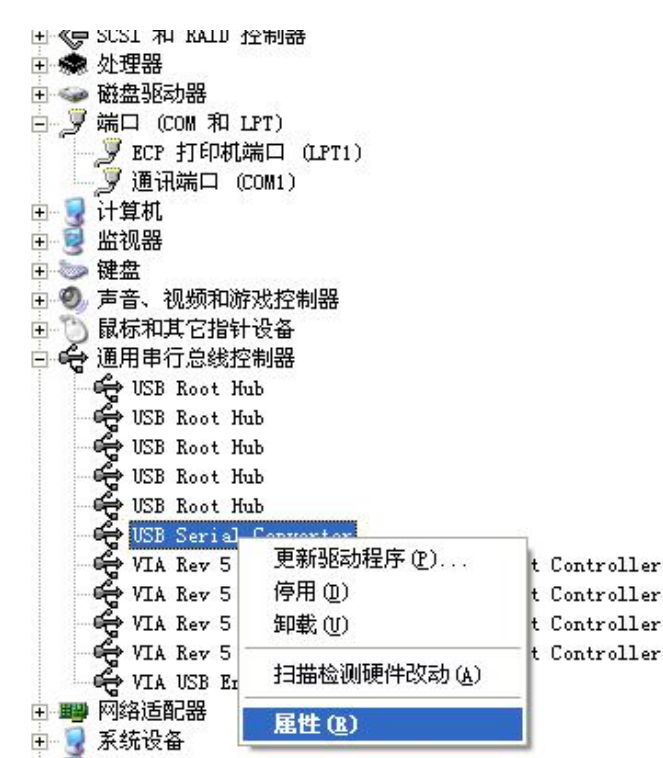 SCSI 和 RAID 控制器
处理器
磁盘驱动器
端口 (COM 和 LPT)
ECP 打印机端口 (LPT1)
通讯端口 (COM1)
计算机
监视器
键盘
声音、视频和游戏控制器
鼠标和其它指针设备
通用串行总线控制器
USB Root Hub
USB Root Hub
USB Root Hub
USB Root Hub
USB Root Hub
USB Serial Converter
更新驱动程序(P)...
VIA Rev 5 t Controller
停用(D)
VIA Rev 5 t Controller
卸载(U)
VIA Rev 5 t Controller
VIA Rev 5 t Controller
扫描检测硬件改动(A)
VIA USB
网络适配器
属性(R)
系统设备